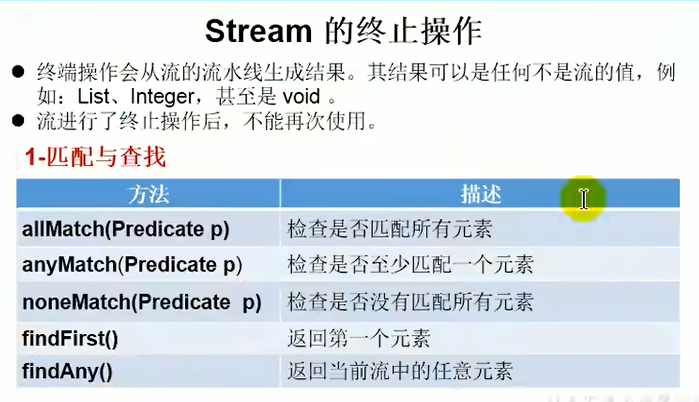 Stream 的终止操作
● 终端操作会从流的流水线生成结果。其结果可以是任何不是流的值，例
如：List、Integer，甚至是 void 。
● 流进行了终止操作后，不能再次使用。
1-匹配与查找
方法 描述
allMatch(Predicate p) 检查是否匹配所有元素
anyMatch(Predicate p) 检查是否至少匹配一个元素
noneMatch(Predicate p) 检查是否没有匹配所有元素
findFirst() 返回第一个元素
findAny() 返回当前流中的任意元素